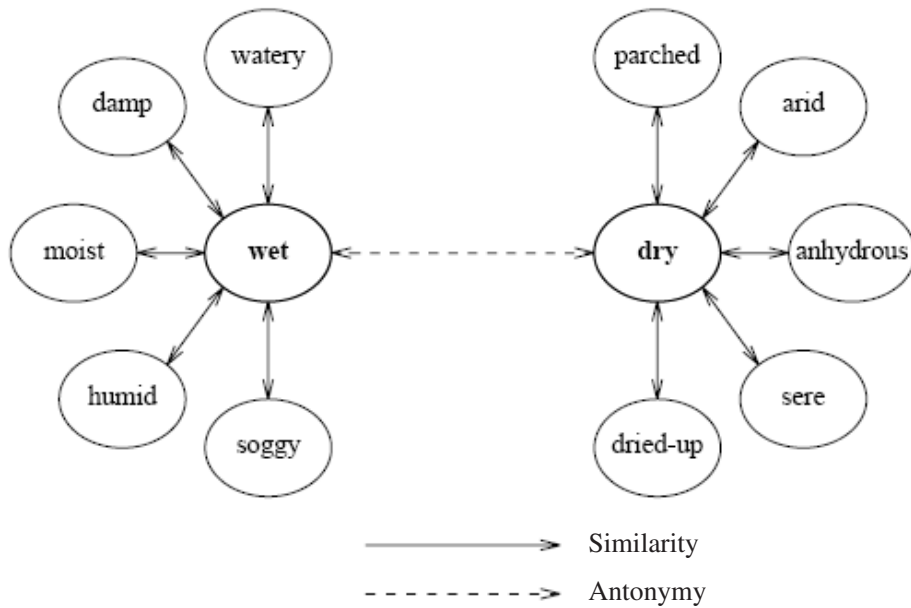 watery
parched
damp
arid
moist
wet
dry
anhydrous
humid
sere
soggy
dried-up
Similarity
Antonymy